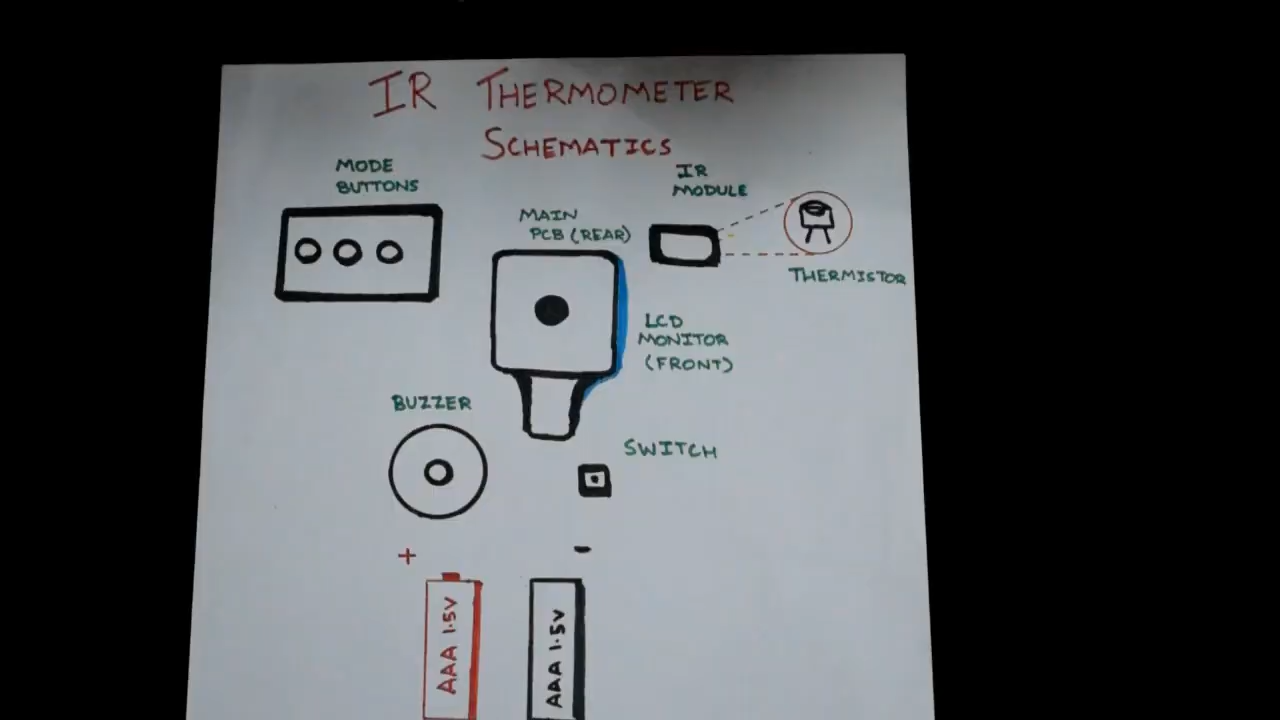 IR THERMOMETER
SCHEMATICS
MODE
BUTTONS
IR
MODULE
MAIN
PCB (REAR)
THERMISTOR
LCD
MONITOR
(FRONT)
BUZZER
SWITCH
+
-
AAA 1.5V
AAA 1.5V